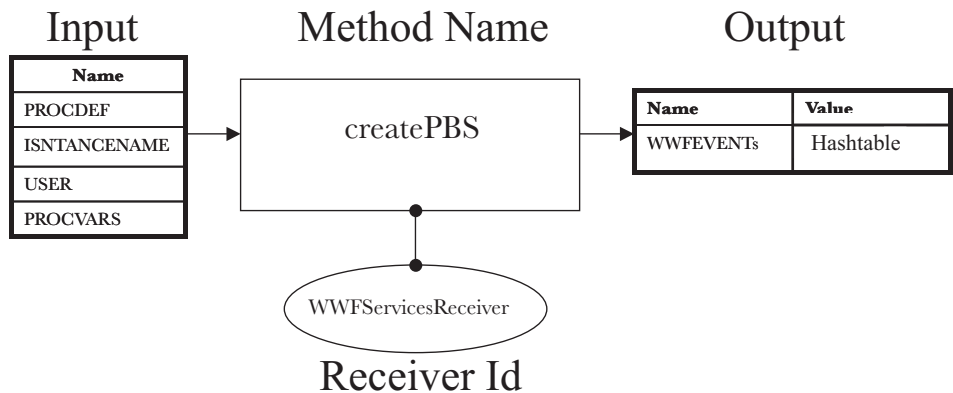 Input
Method Name
Output
Name
PROCDEF
ISNTANCENAME
USER
PROCVARS
createPBS
Name Value
WWFEVENTs Hashtable
WWFServicesReceiver
Receiver Id